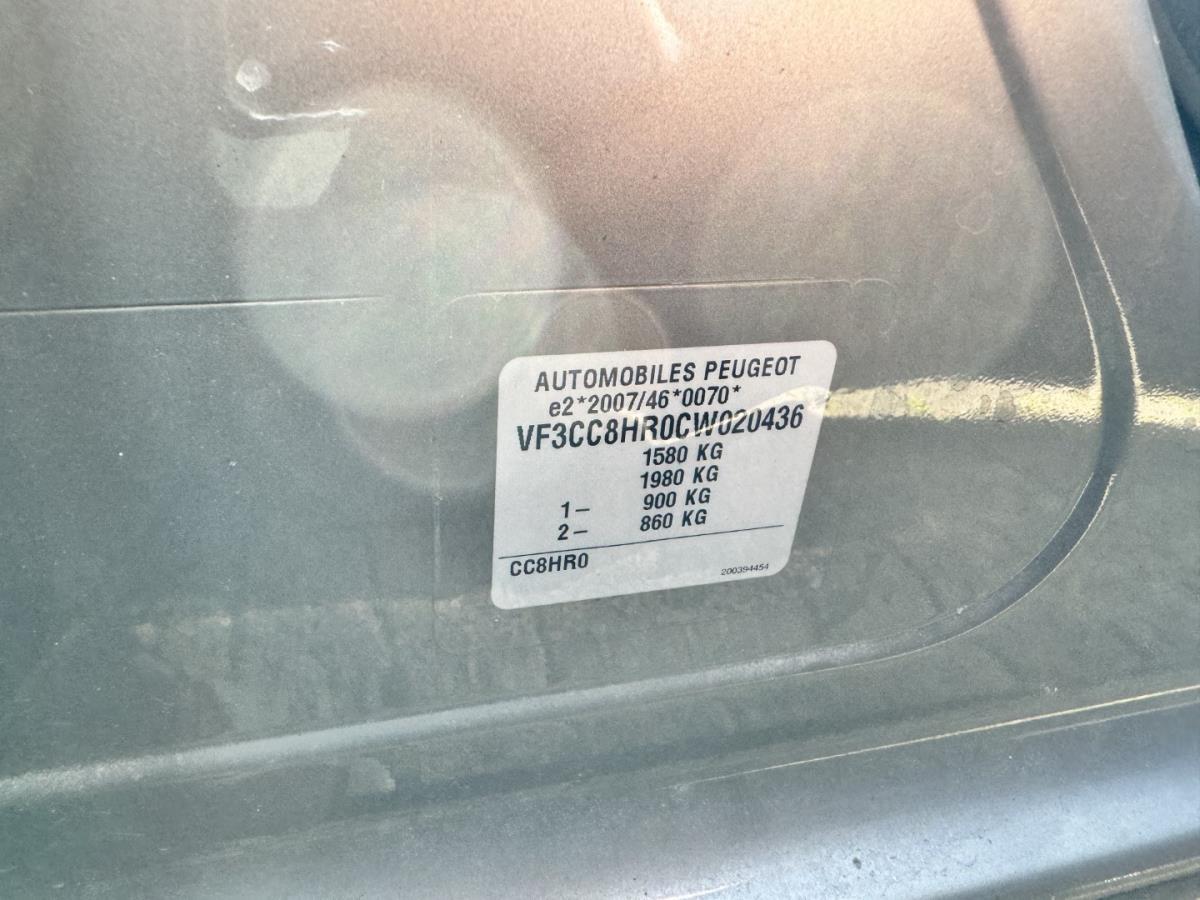 AUTOMOBILES PEUGEOT
e2*2007/46*0070*
VF3CC8HR0CW020436
1580 KG
1980 KG
1– 900 KG
2– 860 KG
CC8HR0 200394454